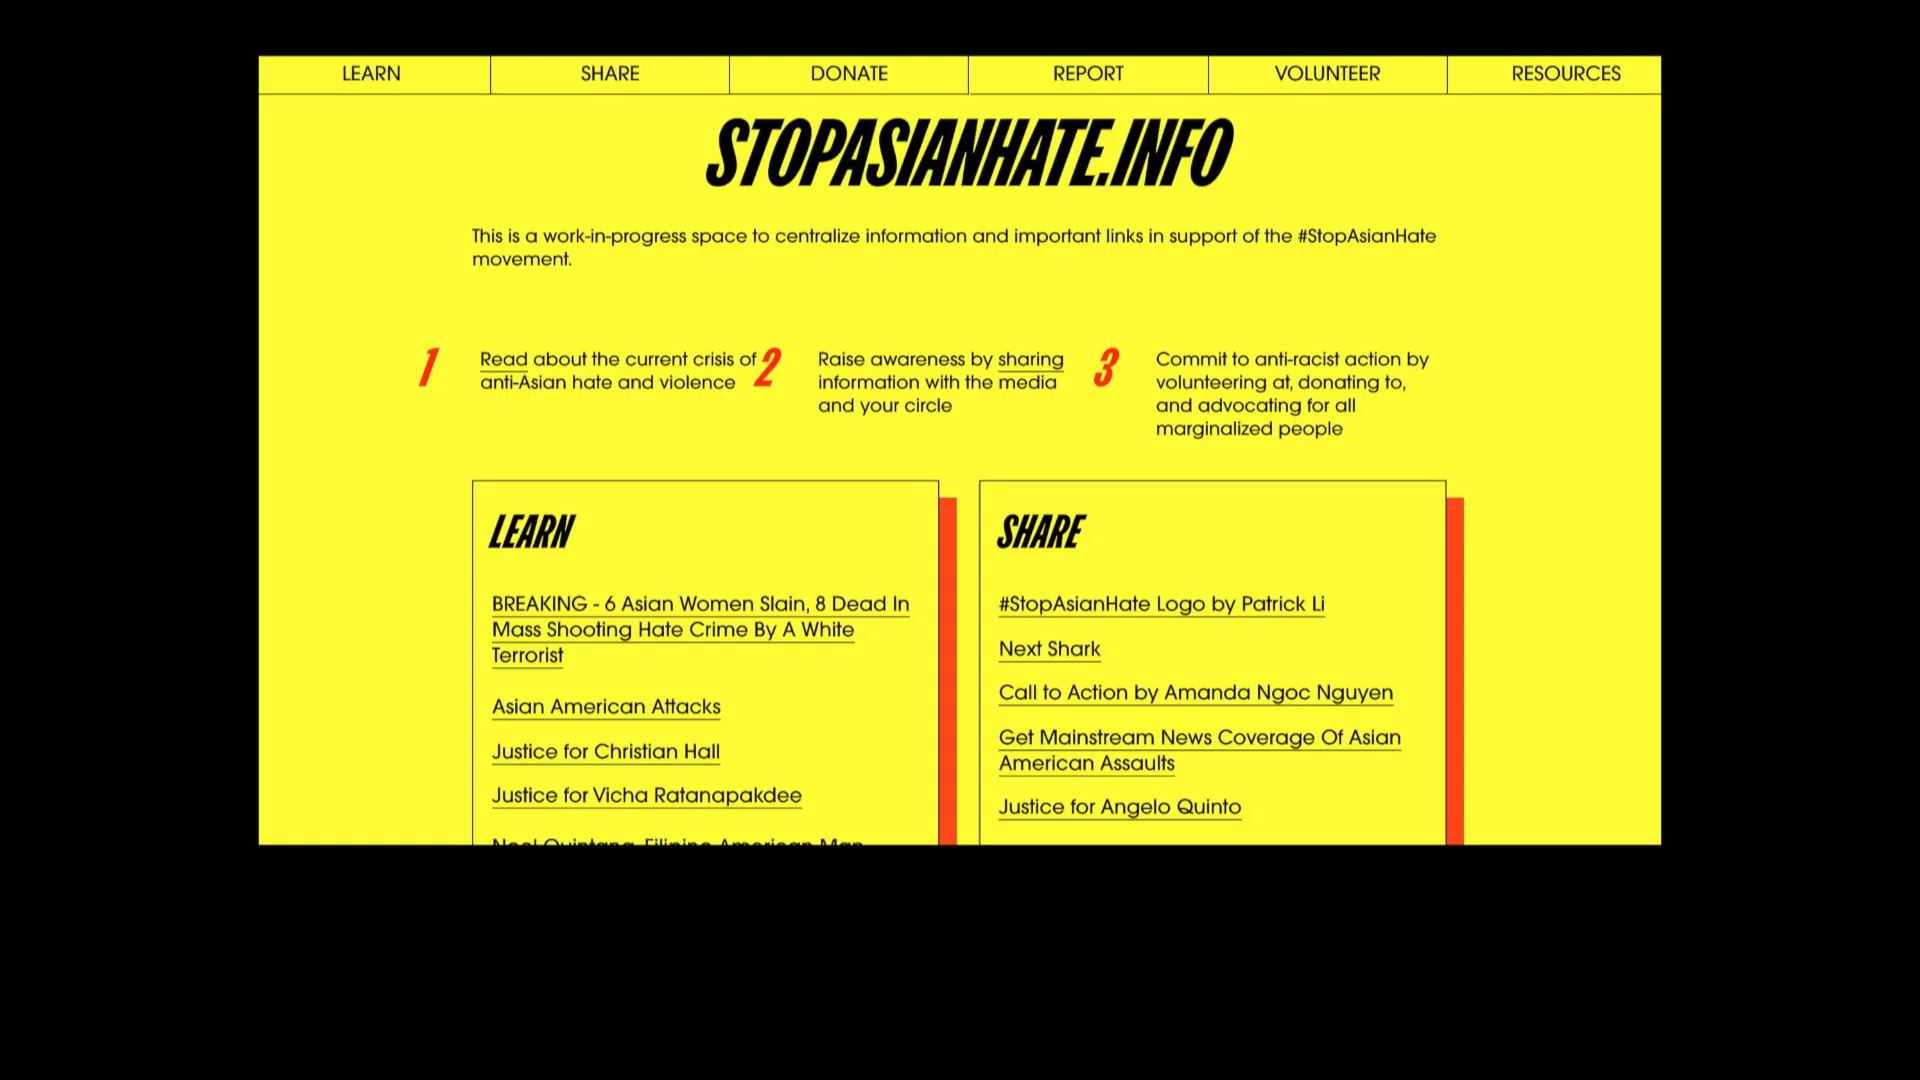 LEARN SHARE DONATE REPORT VOLUNTEER RESOURCES
STOPASIANHATE.INFO
This is a work-in-progress space to centralize information and important links in support of the #StopAsianHate
movement.
1
Read about the current crisis of
anti-Asian hate and violence
2
Raise awareness by sharing
information with the media
and your circle
3
Commit to anti-racist action by
volunteering at, donating to,
and advocating for all
marginalized people
LEARN
BREAKING - 6 Asian Women Slain, 8 Dead In
Mass Shooting Hate Crime By A White
Terrorist
Asian American Attacks
Justice for Christian Hall
Justice for Vicha Ratanapakdee
Noel Quintana, Filipino American Man
SHARE
#StopAsianHate Logo by Patrick Li
Next Shark
Call to Action by Amanda Ngoc Nguyen
Get Mainstream News Coverage Of Asian
American Assaults
Justice for Angelo Quinto